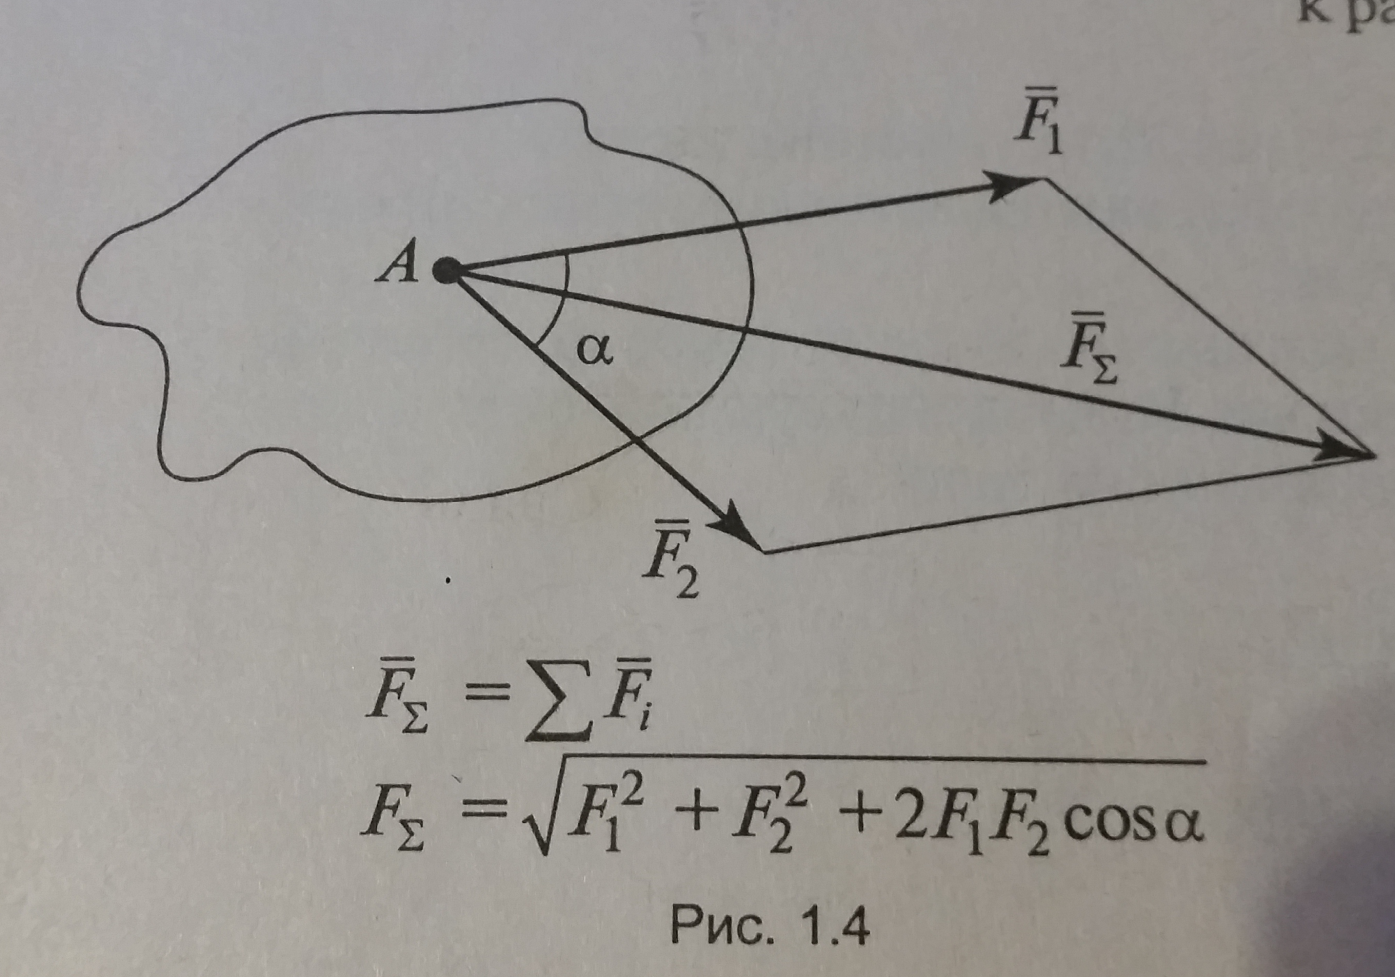 F̅₁
A
α
F̅_Σ
F̅₂
F̅_Σ = ∑ F̅ᵢ
F_Σ = √(F₁² + F₂² + 2F₁F₂ cos α)
Рис. 1.4